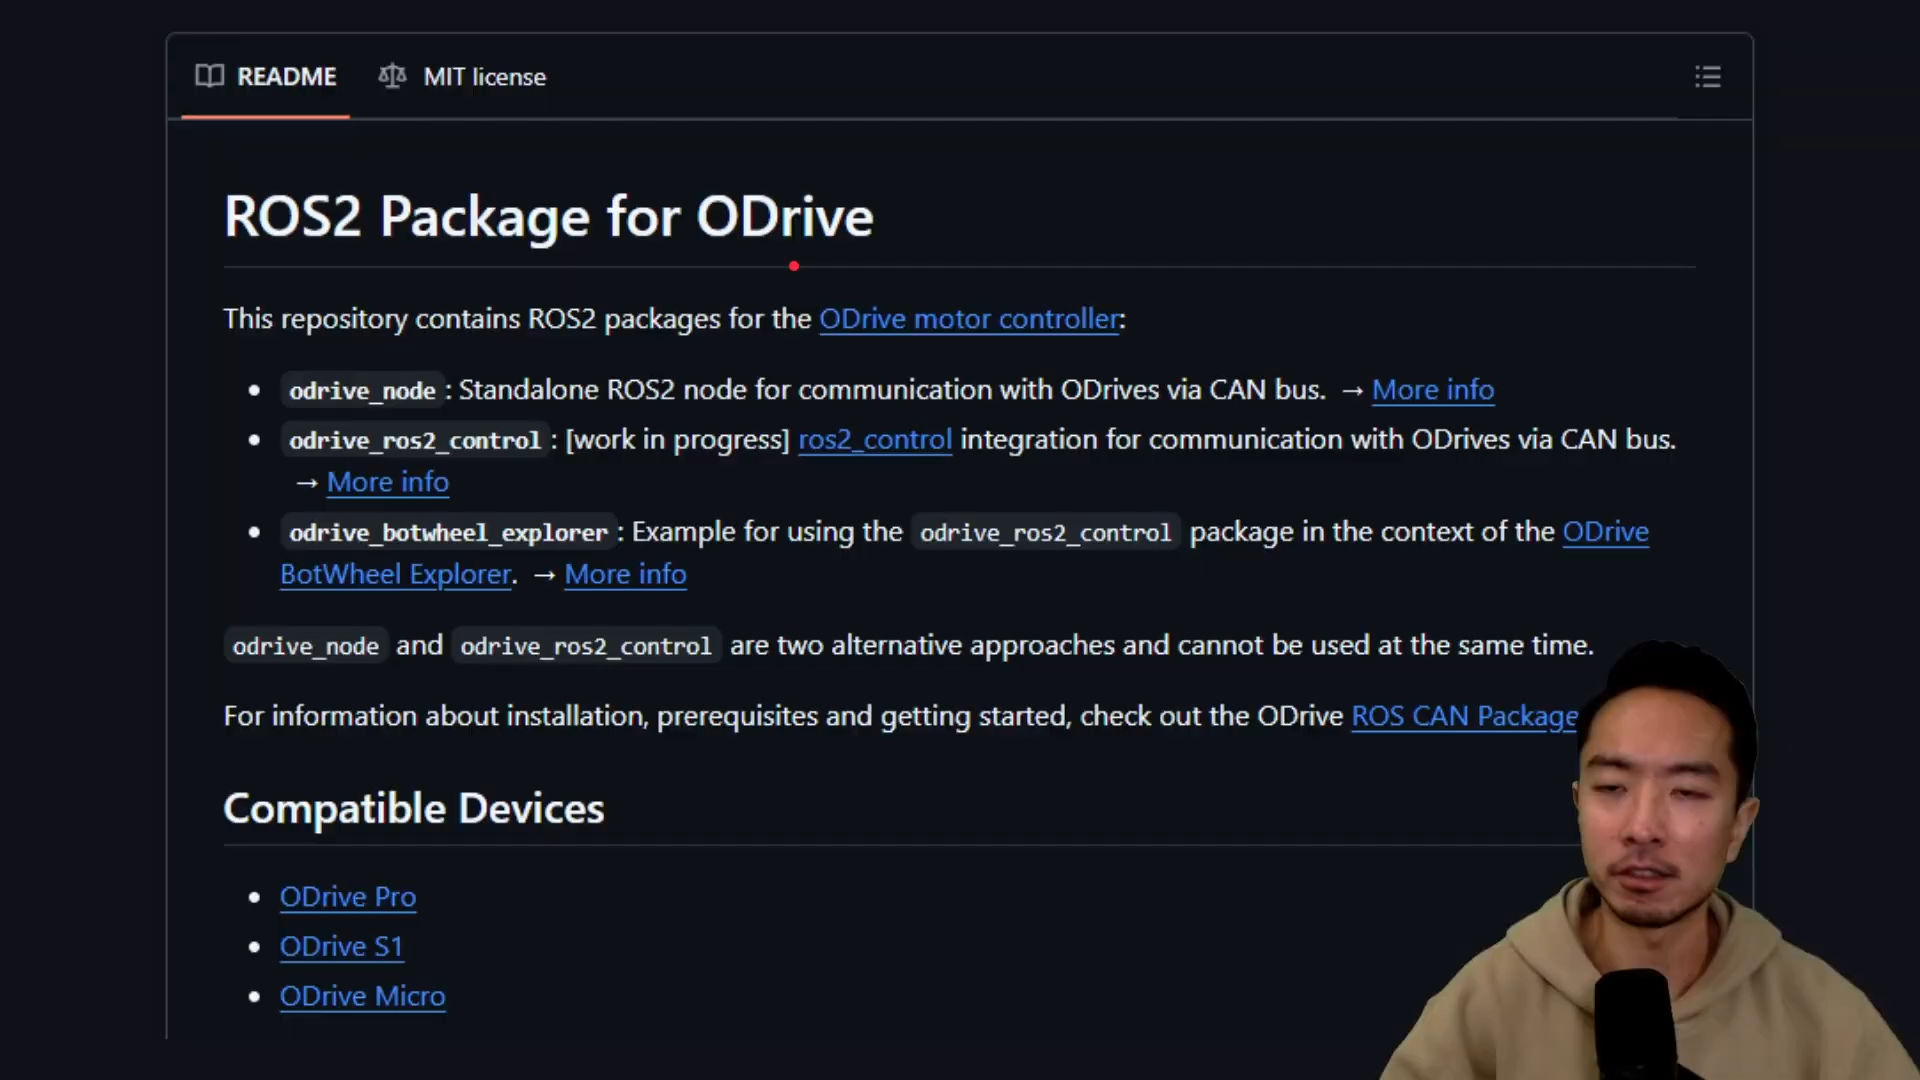 README MIT license
ROS2 Package for ODrive
This repository contains ROS2 packages for the ODrive motor controller:
odrive_node: Standalone ROS2 node for communication with ODrives via CAN bus. → More info
odrive_ros2_control: [work in progress] ros2_control integration for communication with ODrives via CAN bus.
→ More info
odrive_botwheel_explorer: Example for using the odrive_ros2_control package in the context of the ODrive
BotWheel Explorer. → More info
odrive_node and odrive_ros2_control are two alternative approaches and cannot be used at the same time.
For information about installation, prerequisites and getting started, check out the ODrive ROS CAN Package
Compatible Devices
ODrive Pro
ODrive S1
ODrive Micro